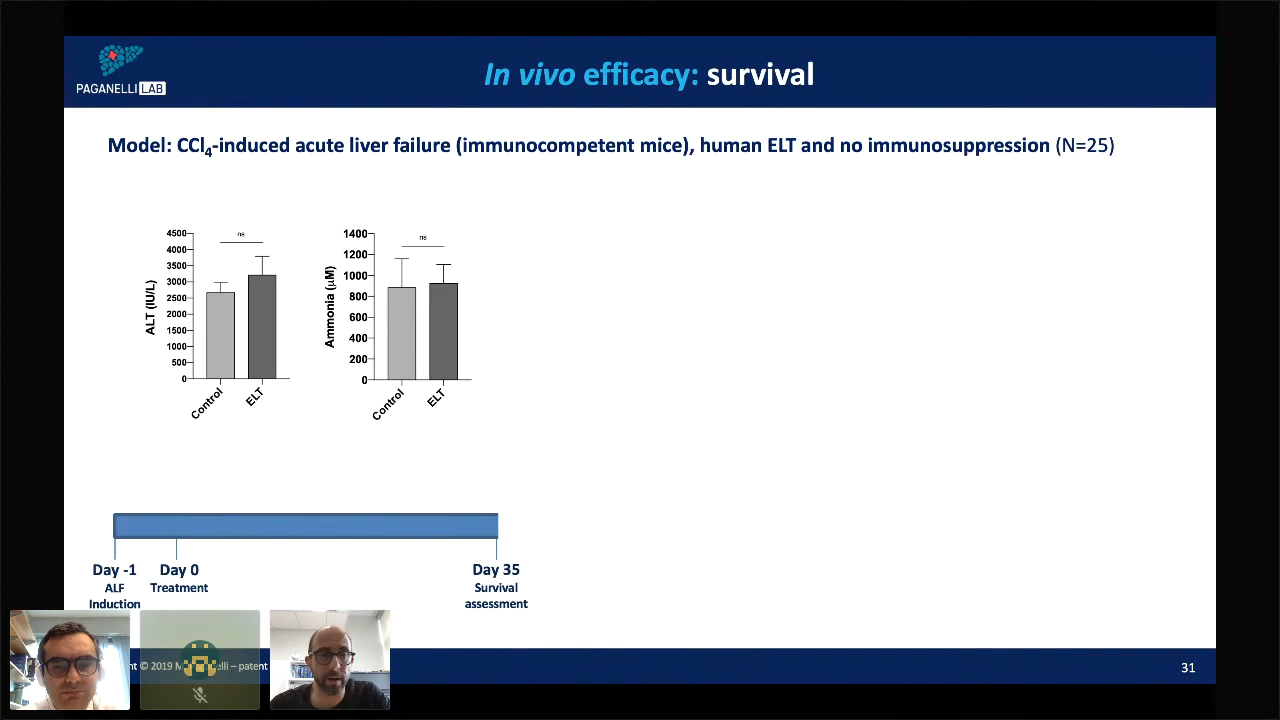 PAGANELLI LAB
In vivo efficacy: survival
Model: CCl4-induced acute liver failure (immunocompetent mice), human ELT and no immunosuppression (N=25)
ALT (IU/L)
4500
4000
3500
3000
2500
2000
1500
1000
500
0
ns
Control
ELT
Ammonia (µM)
1400
1200
1000
800
600
400
200
0
ns
Control
ELT
Day -1
ALF
Induction
Day 0
Treatment
Day 35
Survival
assessment
© 2019 – patent
31